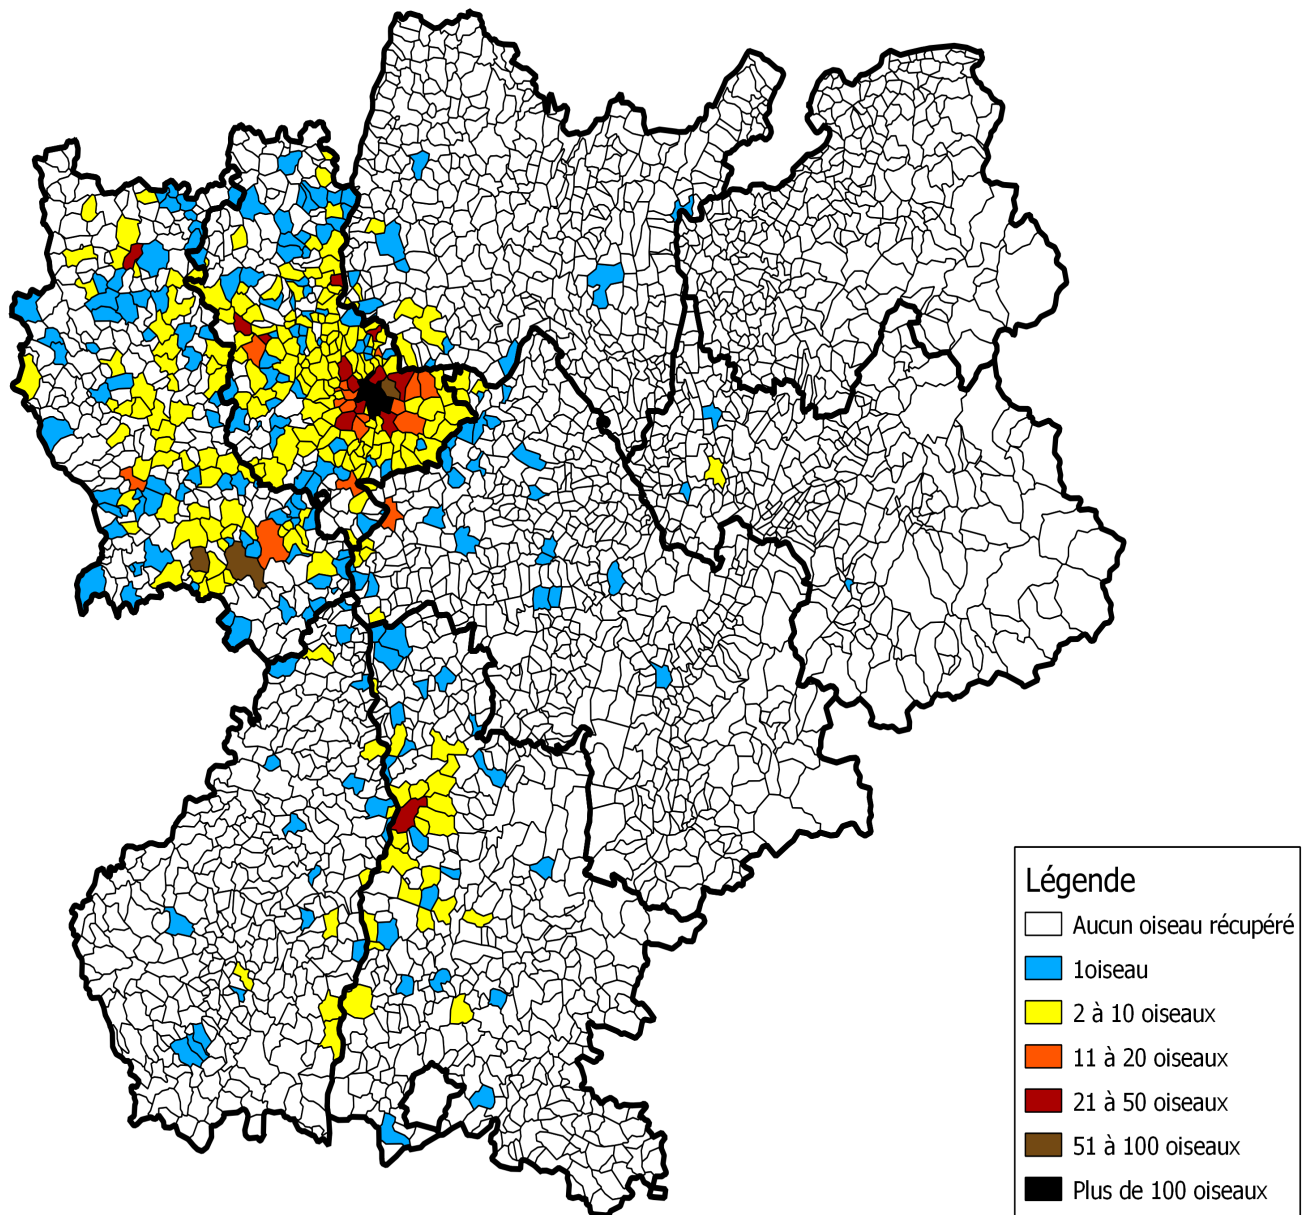 Légende
Aucun oiseau récupéré
1oiseau
2 à 10 oiseaux
11 à 20 oiseaux
21 à 50 oiseaux
51 à 100 oiseaux
Plus de 100 oiseaux